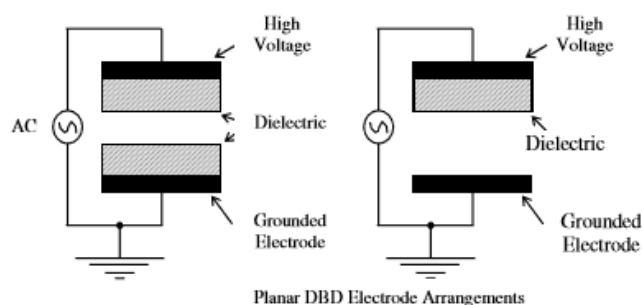 High
Voltage
AC
Dielectric
Grounded
Electrode
High
Voltage
Dielectric
Grounded
Electrode
Planar DBD Electrode Arrangements